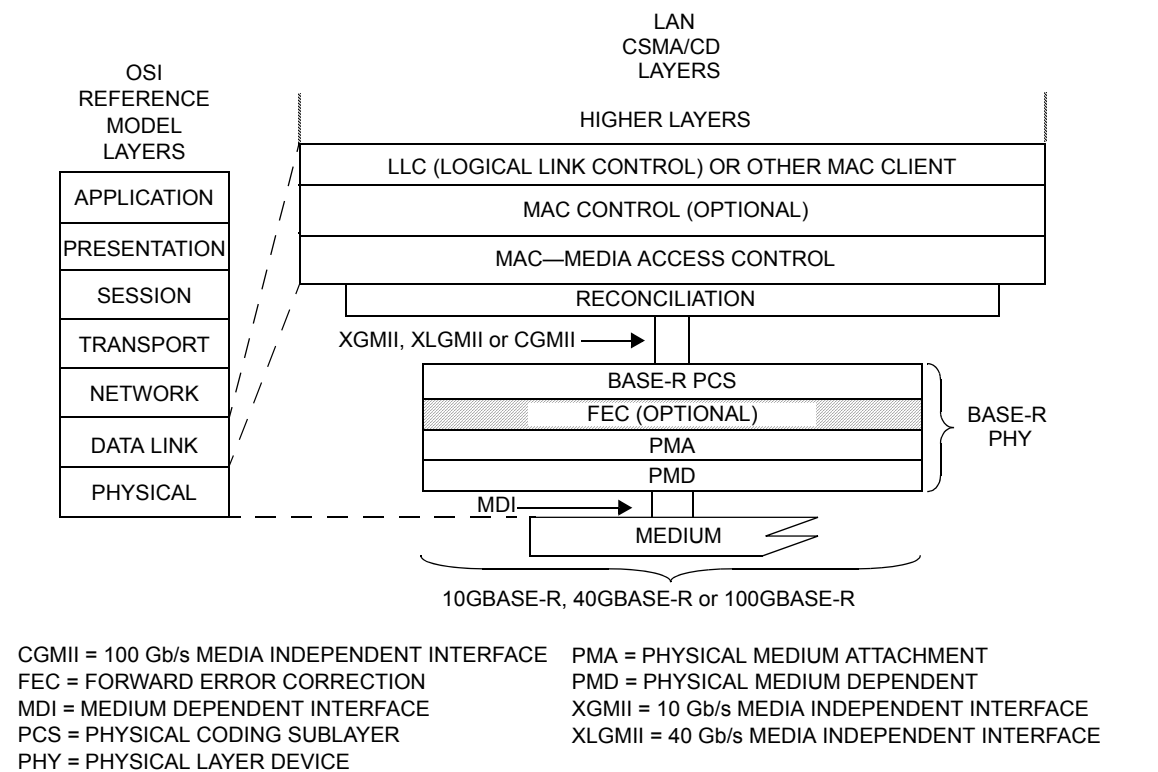 LAN
CSMA/CD
LAYERS
OSI
REFERENCE
MODEL
LAYERS
HIGHER LAYERS
LLC (LOGICAL LINK CONTROL) OR OTHER MAC CLIENT
MAC CONTROL (OPTIONAL)
MAC—MEDIA ACCESS CONTROL
RECONCILIATION
APPLICATION
PRESENTATION
SESSION
TRANSPORT
NETWORK
DATA LINK
PHYSICAL
XGMII, XLGMII or CGMII
BASE-R PCS
FEC (OPTIONAL)
PMA
PMD
BASE-R
PHY
MDI
MEDIUM
10GBASE-R, 40GBASE-R or 100GBASE-R
CGMII = 100 Gb/s MEDIA INDEPENDENT INTERFACE
FEC = FORWARD ERROR CORRECTION
MDI = MEDIUM DEPENDENT INTERFACE
PCS = PHYSICAL CODING SUBLAYER
PHY = PHYSICAL LAYER DEVICE
PMA = PHYSICAL MEDIUM ATTACHMENT
PMD = PHYSICAL MEDIUM DEPENDENT
XGMII = 10 Gb/s MEDIA INDEPENDENT INTERFACE
XLGMII = 40 Gb/s MEDIA INDEPENDENT INTERFACE